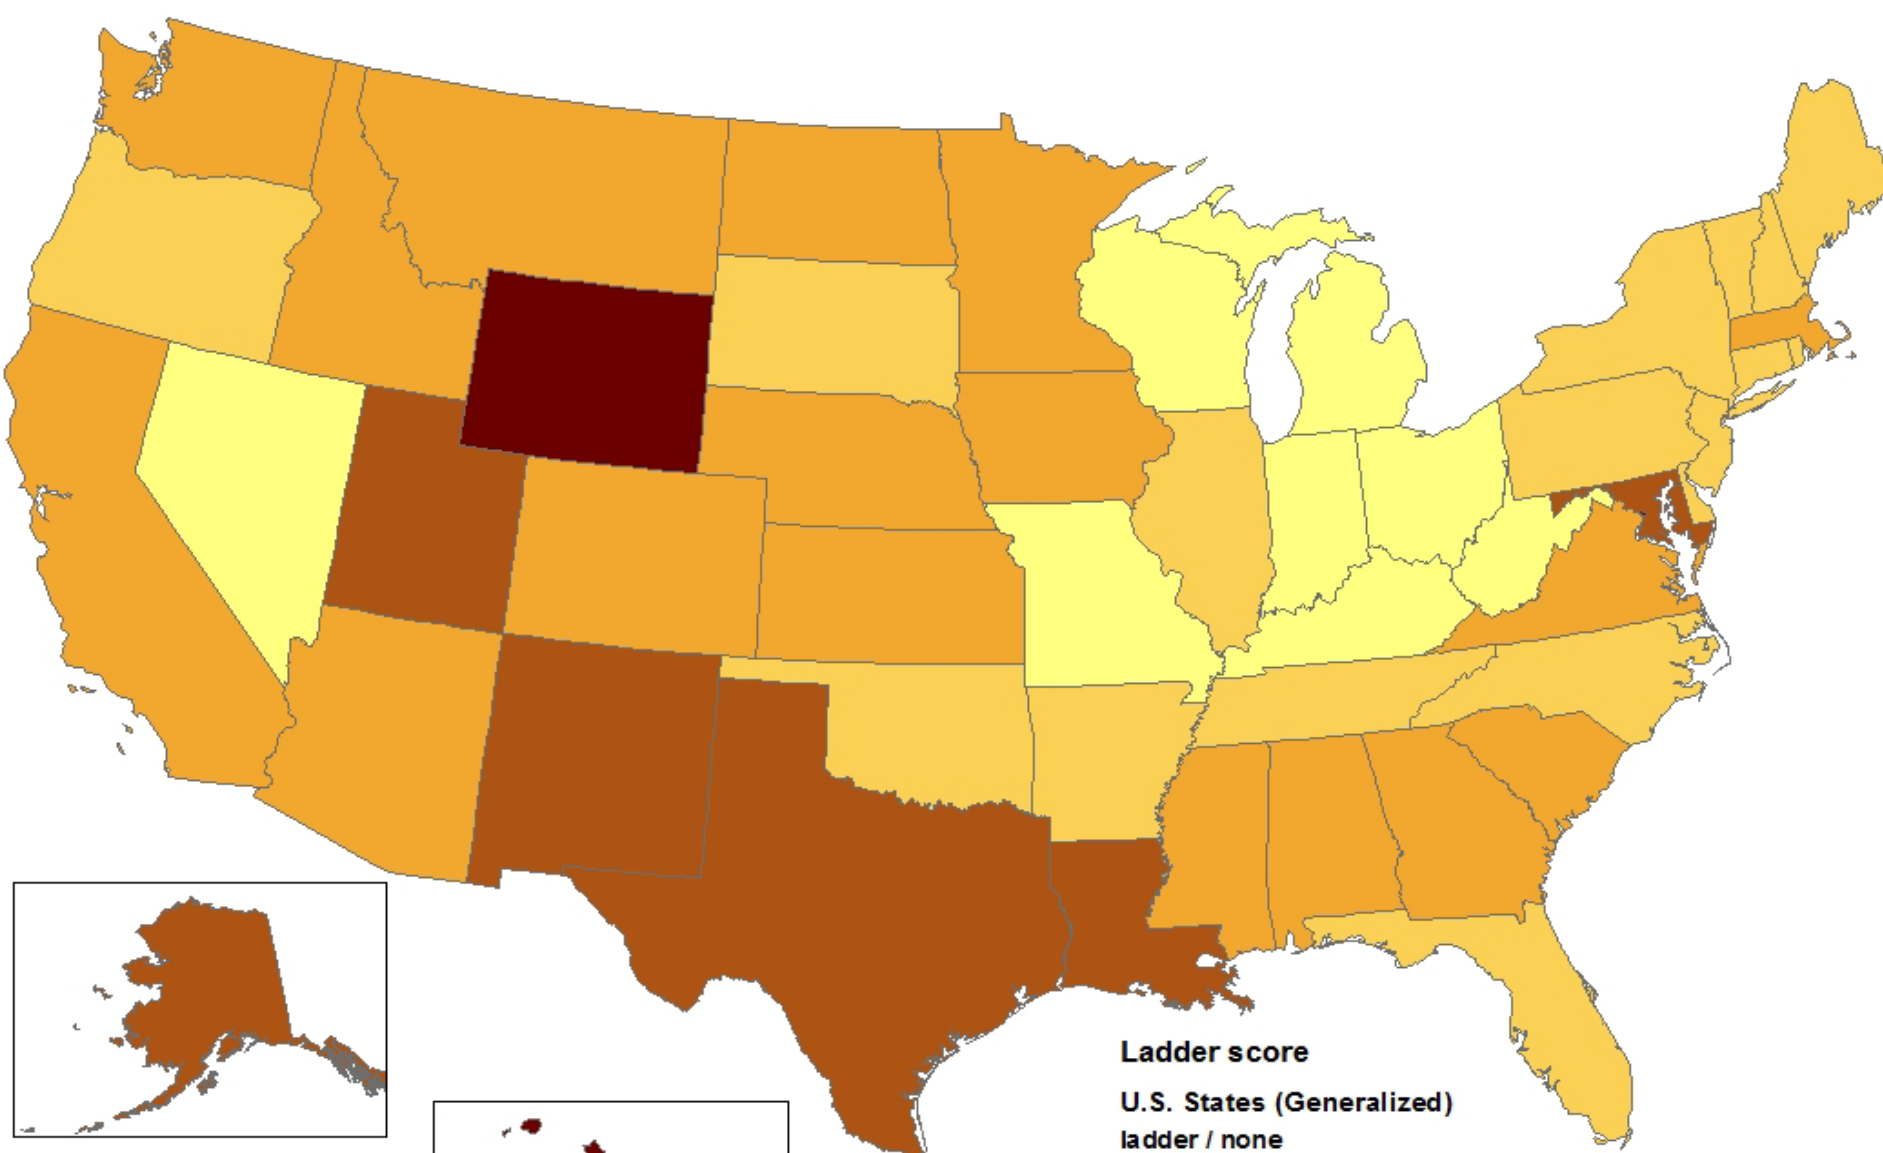 Ladder score
U.S. States (Generalized)
ladder / none